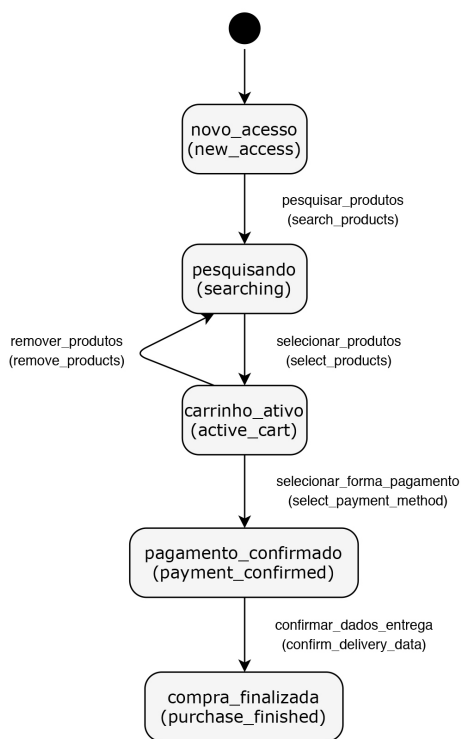 novo_acesso
(new_access)
pesquisar_produtos
(search_products)
pesquisando
(searching)
remover_produtos
(remove_products)
selecionar_produtos
(select_products)
carrinho_ativo
(active_cart)
selecionar_forma_pagamento
(select_payment_method)
pagamento_confirmado
(payment_confirmed)
confirmar_dados_entrega
(confirm_delivery_data)
compra_finalizada
(purchase_finished)